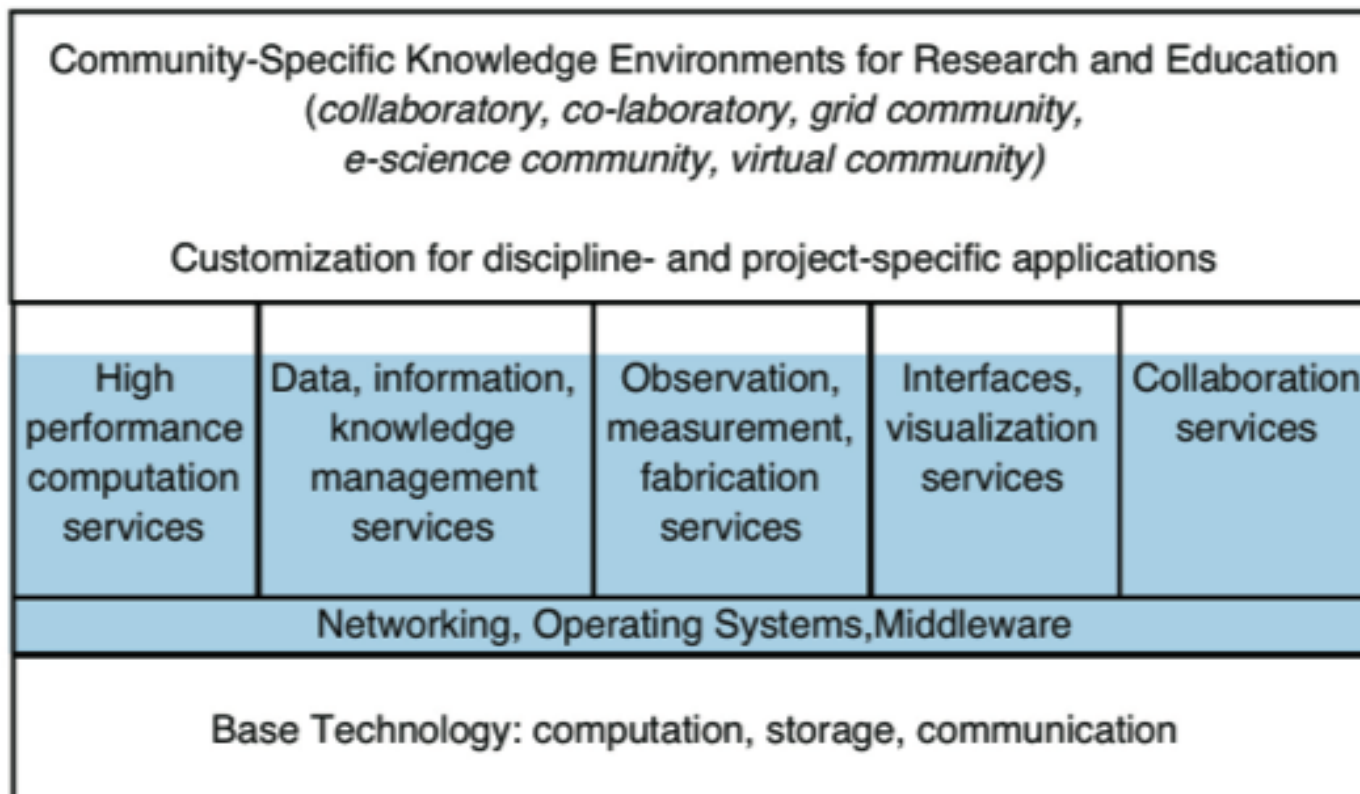 Community-Specific Knowledge Environments for Research and Education
(collaboratory, co-laboratory, grid community,
e-science community, virtual community)
Customization for discipline- and project-specific applications
High
performance
computation
services
Data, information,
knowledge
management
services
Observation,
measurement,
fabrication
services
Interfaces,
visualization
services
Collaboration
services
Networking, Operating Systems,Middleware
Base Technology: computation, storage, communication